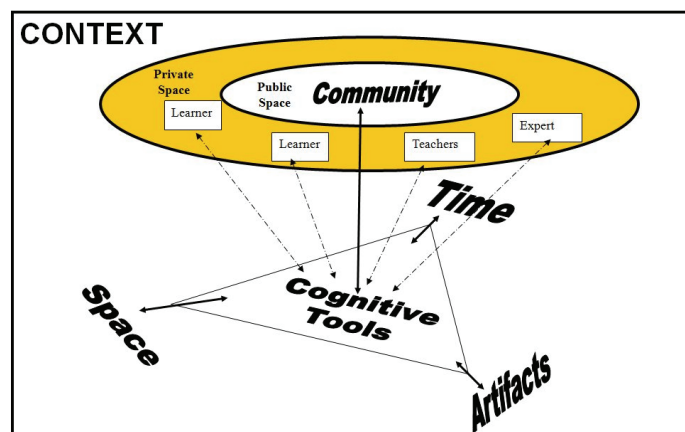 CONTEXT
Private
Space
Public
Space
Community
Learner
Learner
Teachers
Expert
Time
Space
Cognitive
Tools
Artifacts